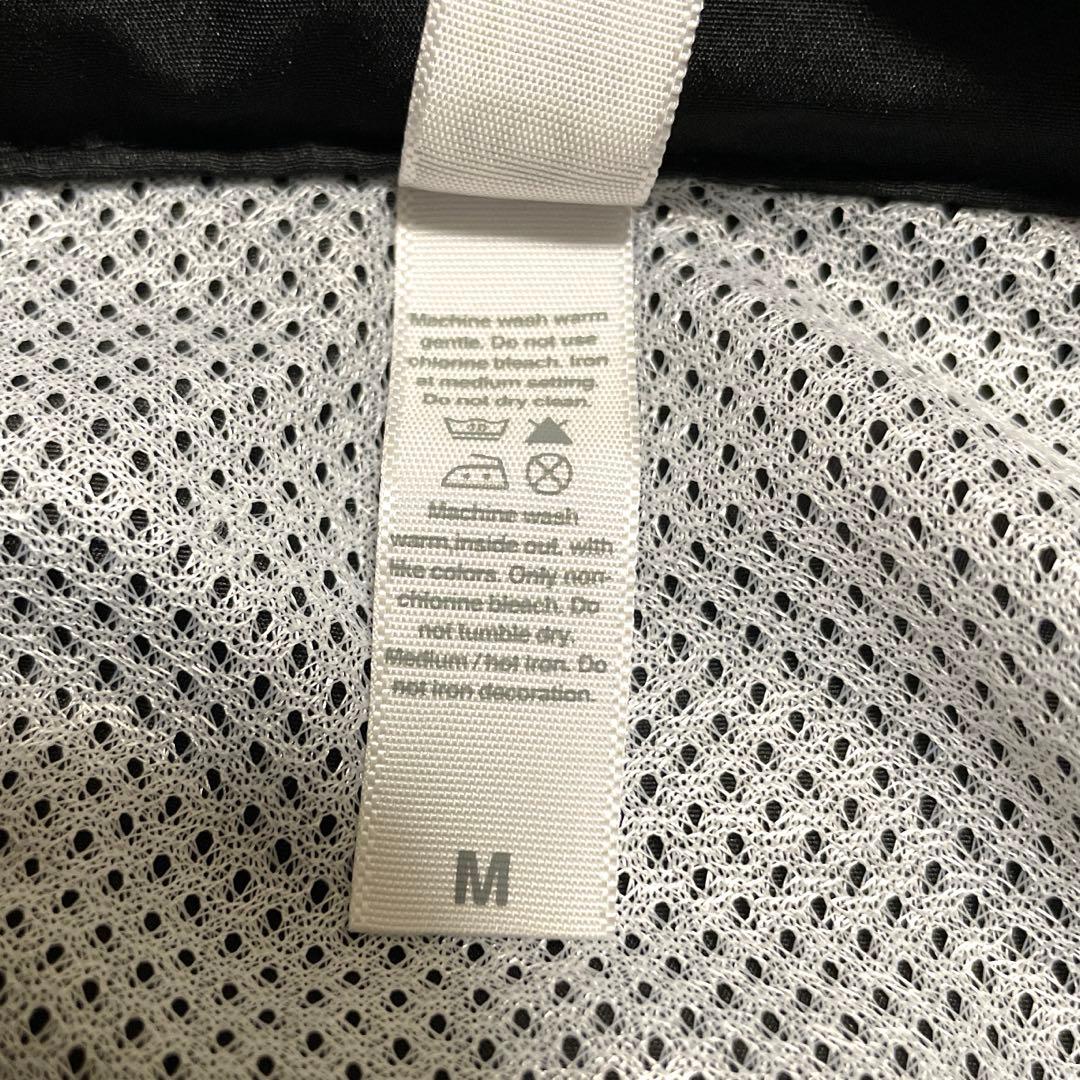 Machine wash warm
gentle. Do not use
chlorine bleach. Iron
at medium setting.
Do not dry clean.
30
Machine wash
warm,inside out, with
like colors. Only non-
chlorine bleach. Do
not tumble dry.
Medium / hot iron. Do
not iron decoration.
M